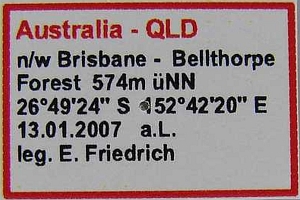 Australia - QLD
n/w Brisbane - Bellthorpe
Forest 574m üNN
26°49'24" S 152°42'20" E
13.01.2007 a.L.
leg. E. Friedrich